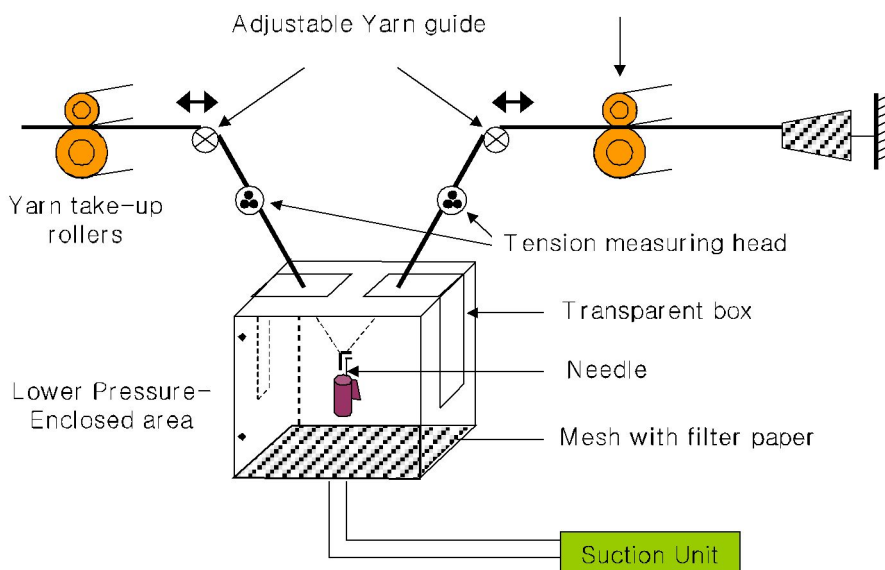 Adjustable Yarn guide
Yarn take-up
rollers
Tension measuring head
Transparent box
Lower Pressure-
Enclosed area
Needle
Mesh with filter paper
Suction Unit